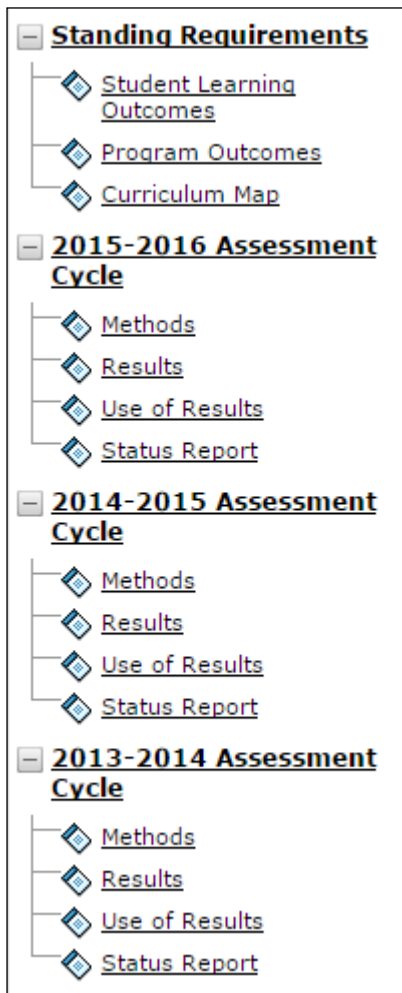 Standing Requirements
Student Learning
Outcomes
Program Outcomes
Curriculum Map
2015-2016 Assessment
Cycle
Methods
Results
Use of Results
Status Report
2014-2015 Assessment
Cycle
Methods
Results
Use of Results
Status Report
2013-2014 Assessment
Cycle
Methods
Results
Use of Results
Status Report